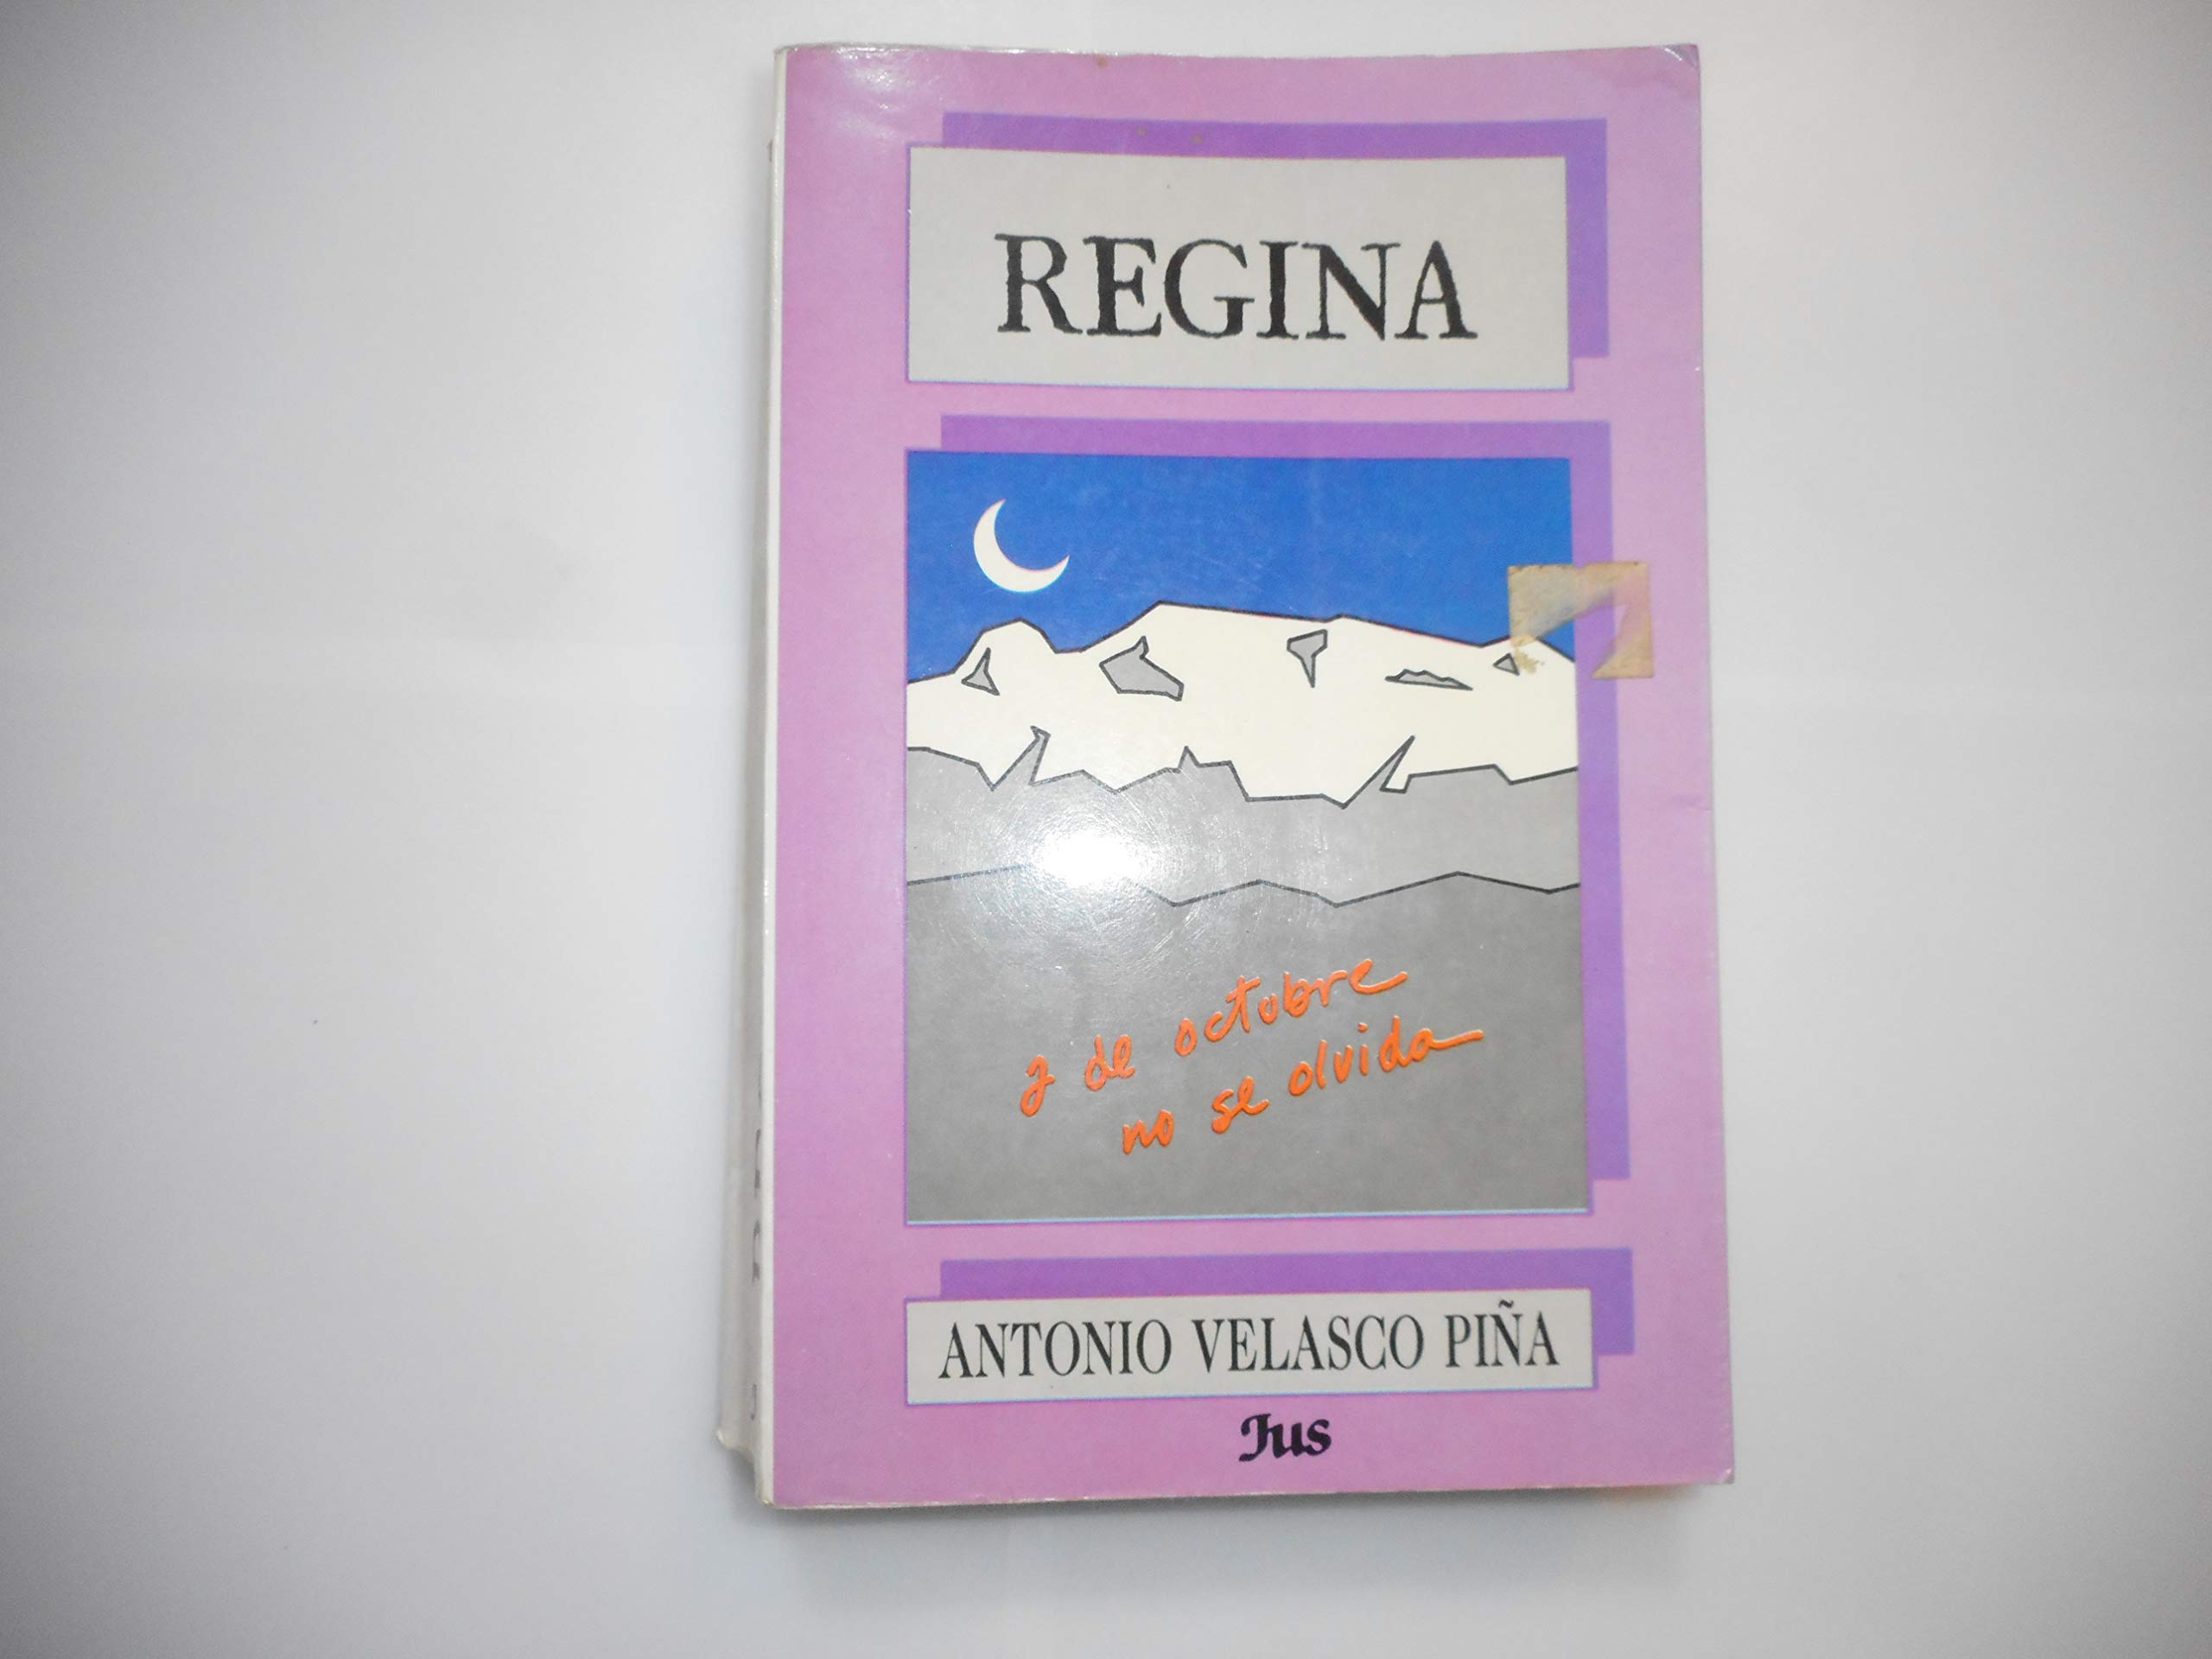 REGINA
2 de octubre
no se olvida
ANTONIO VELASCO PIÑA
Jus